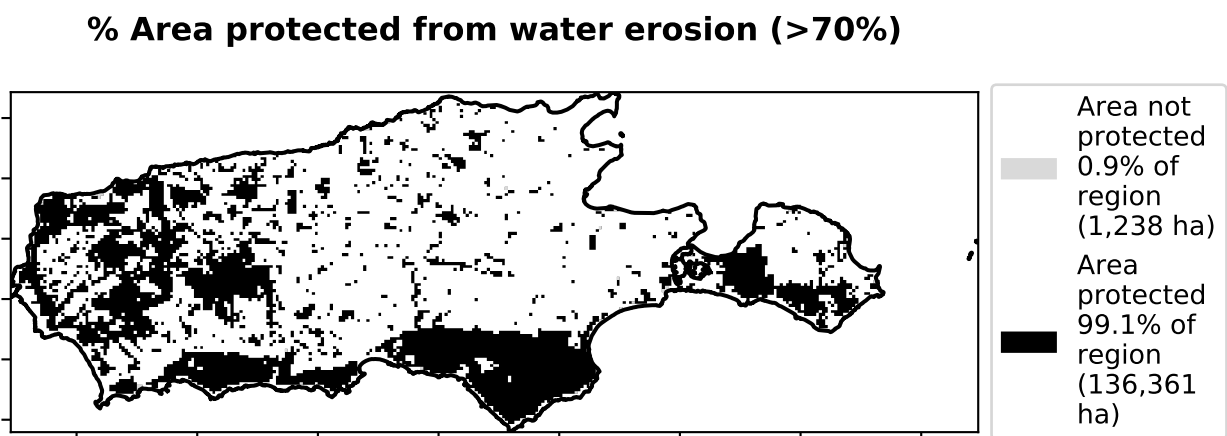 % Area protected from water erosion (>70%)
Area not
protected
0.9% of
region
(1,238 ha)
Area
protected
99.1% of
region
(136,361
ha)